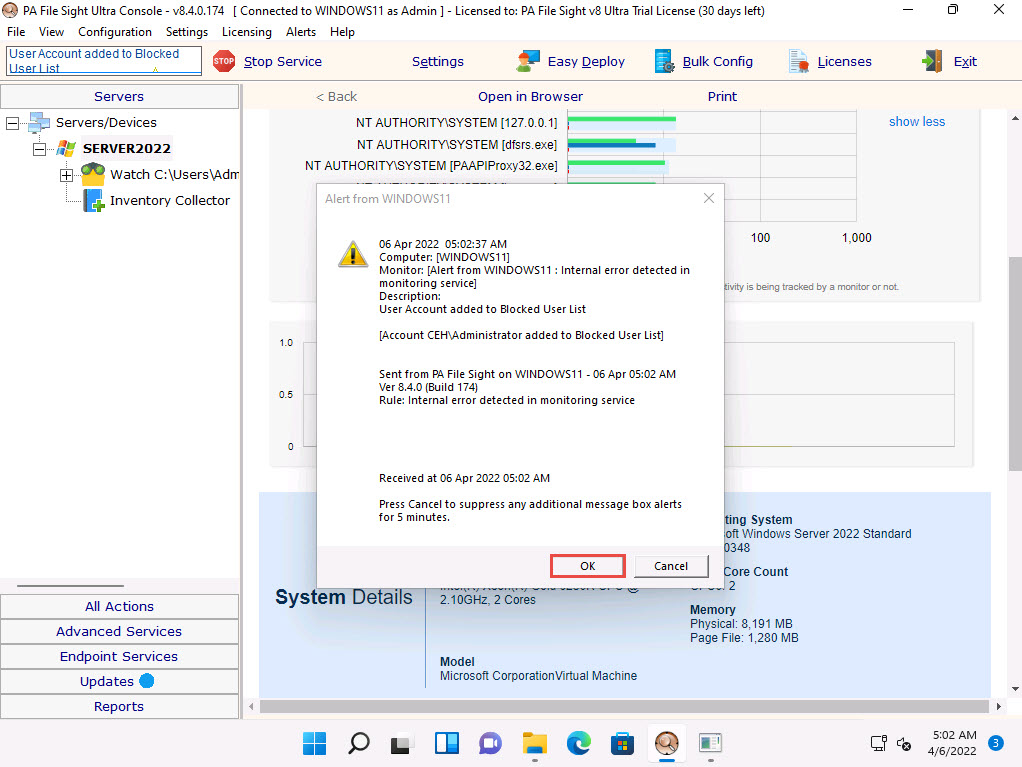 PA File Sight Ultra Console - v8.4.0.174 [ Connected to WINDOWS11 as Admin ] - Licensed to: PA File Sight v8 Ultra Trial License (30 days left)
File View Configuration Settings Licensing Alerts Help
User Account added to Blocked
User List
STOP Stop Service Settings Easy Deploy Bulk Config Licenses Exit
Servers
< Back Open in Browser Print
Servers/Devices
SERVER2022
Watch C:\Users\Adm
Inventory Collector
NT AUTHORITY\SYSTEM [127.0.0.1]
show less
NT AUTHORITY\SYSTEM [dfsrs.exe]
NT AUTHORITY\SYSTEM [PAAPIProxy32.exe]
100 1,000
tivity is being tracked by a monitor or not.
1.0
0.5
0
Alert from WINDOWS11
06 Apr 2022 05:02:37 AM
Computer: [WINDOWS11]
Monitor: [Alert from WINDOWS11 : Internal error detected in
monitoring service]
Description:
User Account added to Blocked User List
[Account CEH\Administrator added to Blocked User List]
Sent from PA File Sight on WINDOWS11 - 06 Apr 05:02 AM
Ver 8.4.0 (Build 174)
Rule: Internal error detected in monitoring service
Received at 06 Apr 2022 05:02 AM
Press Cancel to suppress any additional message box alerts
for 5 minutes.
OK Cancel
System Details
2.10GHz, 2 Cores
Model
Microsoft CorporationVirtual Machine
ting System
soft Windows Server 2022 Standard
0348
Core Count
2
Memory
Physical: 8,191 MB
Page File: 1,280 MB
All Actions
Advanced Services
Endpoint Services
Updates
Reports
5:02 AM
4/6/2022
3